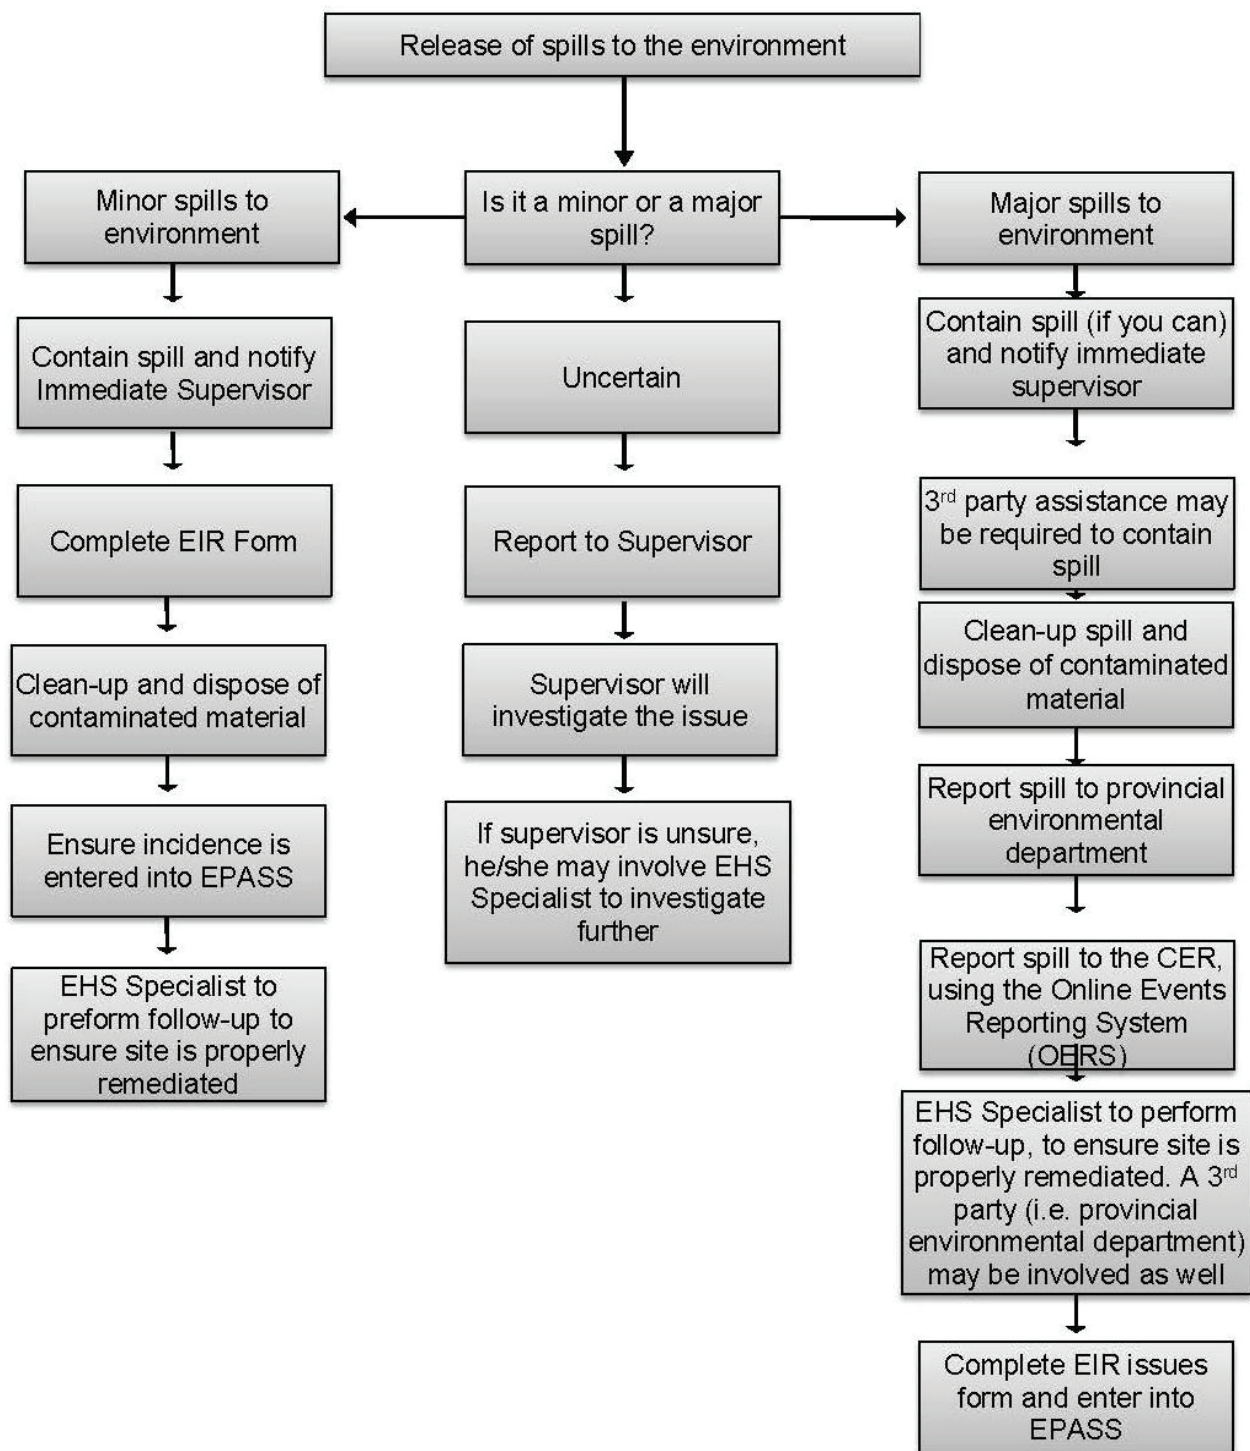 Release of spills to the environment
Minor spills to
environment
Contain spill and notify
Immediate Supervisor
Complete EIR Form
Clean-up and dispose of
contaminated material
Ensure incidence is
entered into EPASS
EHS Specialist to
preform follow-up to
ensure site is properly
remediated
Is it a minor or a major
spill?
Uncertain
Report to Supervisor
Supervisor will
investigate the issue
If supervisor is unsure,
he/she may involve EHS
Specialist to investigate
further
Major spills to
environment
Contain spill (if you can)
and notify immediate
supervisor
3rd party assistance may
be required to contain
spill
Clean-up spill and
dispose of contaminated
material
Report spill to provincial
environmental
department
Report spill to the CER,
using the Online Events
Reporting System
(OERS)
EHS Specialist to perform
follow-up, to ensure site is
properly remediated. A 3rd
party (i.e. provincial
environmental department)
may be involved as well
Complete EIR issues
form and enter into
EPASS